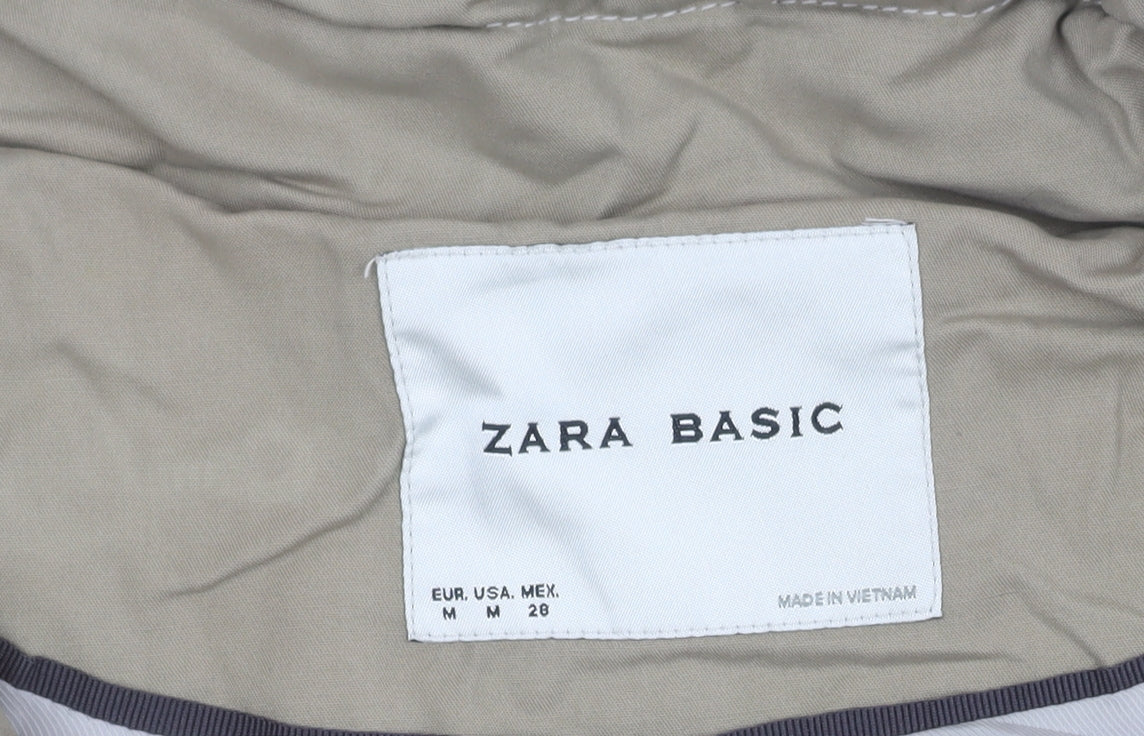 ZARA BASIC
EUR. USA. MEX.
M M 28
MADE IN VIETNAM